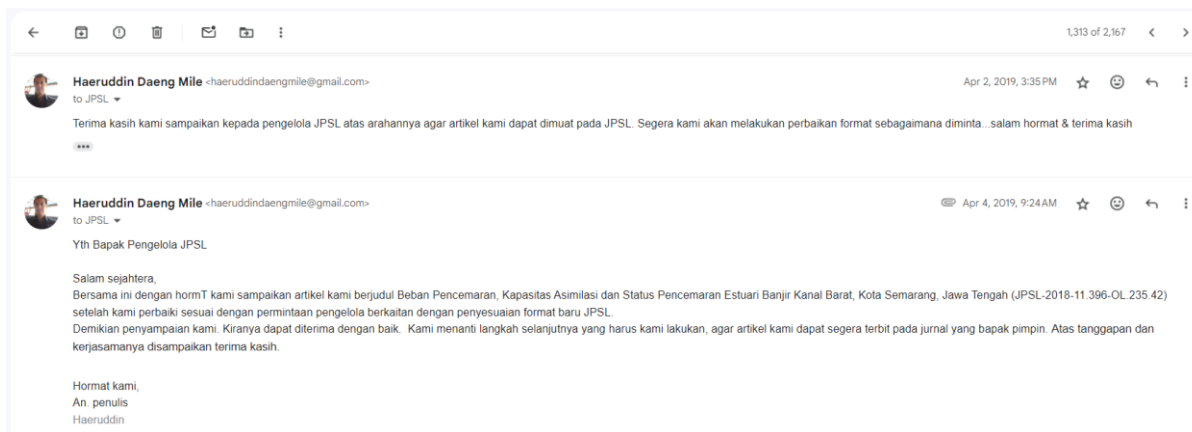 1,313 of 2,167
Haeruddin Daeng Mile <haeruddindaengmile@gmail.com>
Apr 2, 2019, 3:35 PM
to JPSL
Terima kasih kami sampaikan kepada pengelola JPSL atas arahannya agar artikel kami dapat dimuat pada JPSL. Segera kami akan melakukan perbaikan format sebagaimana diminta...salam hormat & terima kasih
Haeruddin Daeng Mile <haeruddindaengmile@gmail.com>
Apr 4, 2019, 9:24 AM
to JPSL
Yth Bapak Pengelola JPSL
Salam sejahtera,
Bersama ini dengan hormT kami sampaikan artikel kami berjudul Beban Pencemaran, Kapasitas Asimilasi dan Status Pencemaran Estuari Banjir Kanal Barat, Kota Semarang, Jawa Tengah (JPSL-2018-11.396-OL.235.42)
setelah kami perbaiki sesuai dengan permintaan pengelola berkaitan dengan penyesuaian format baru JPSL.
Demikian penyampaian kami. Kiranya dapat diterima dengan baik. Kami menanti langkah selanjutnya yang harus kami lakukan, agar artikel kami dapat segera terbit pada jurnal yang bapak pimpin. Atas tanggapan dan
kerjasamanya disampaikan terima kasih.
Hormat kami,
An. penulis
Haeruddin